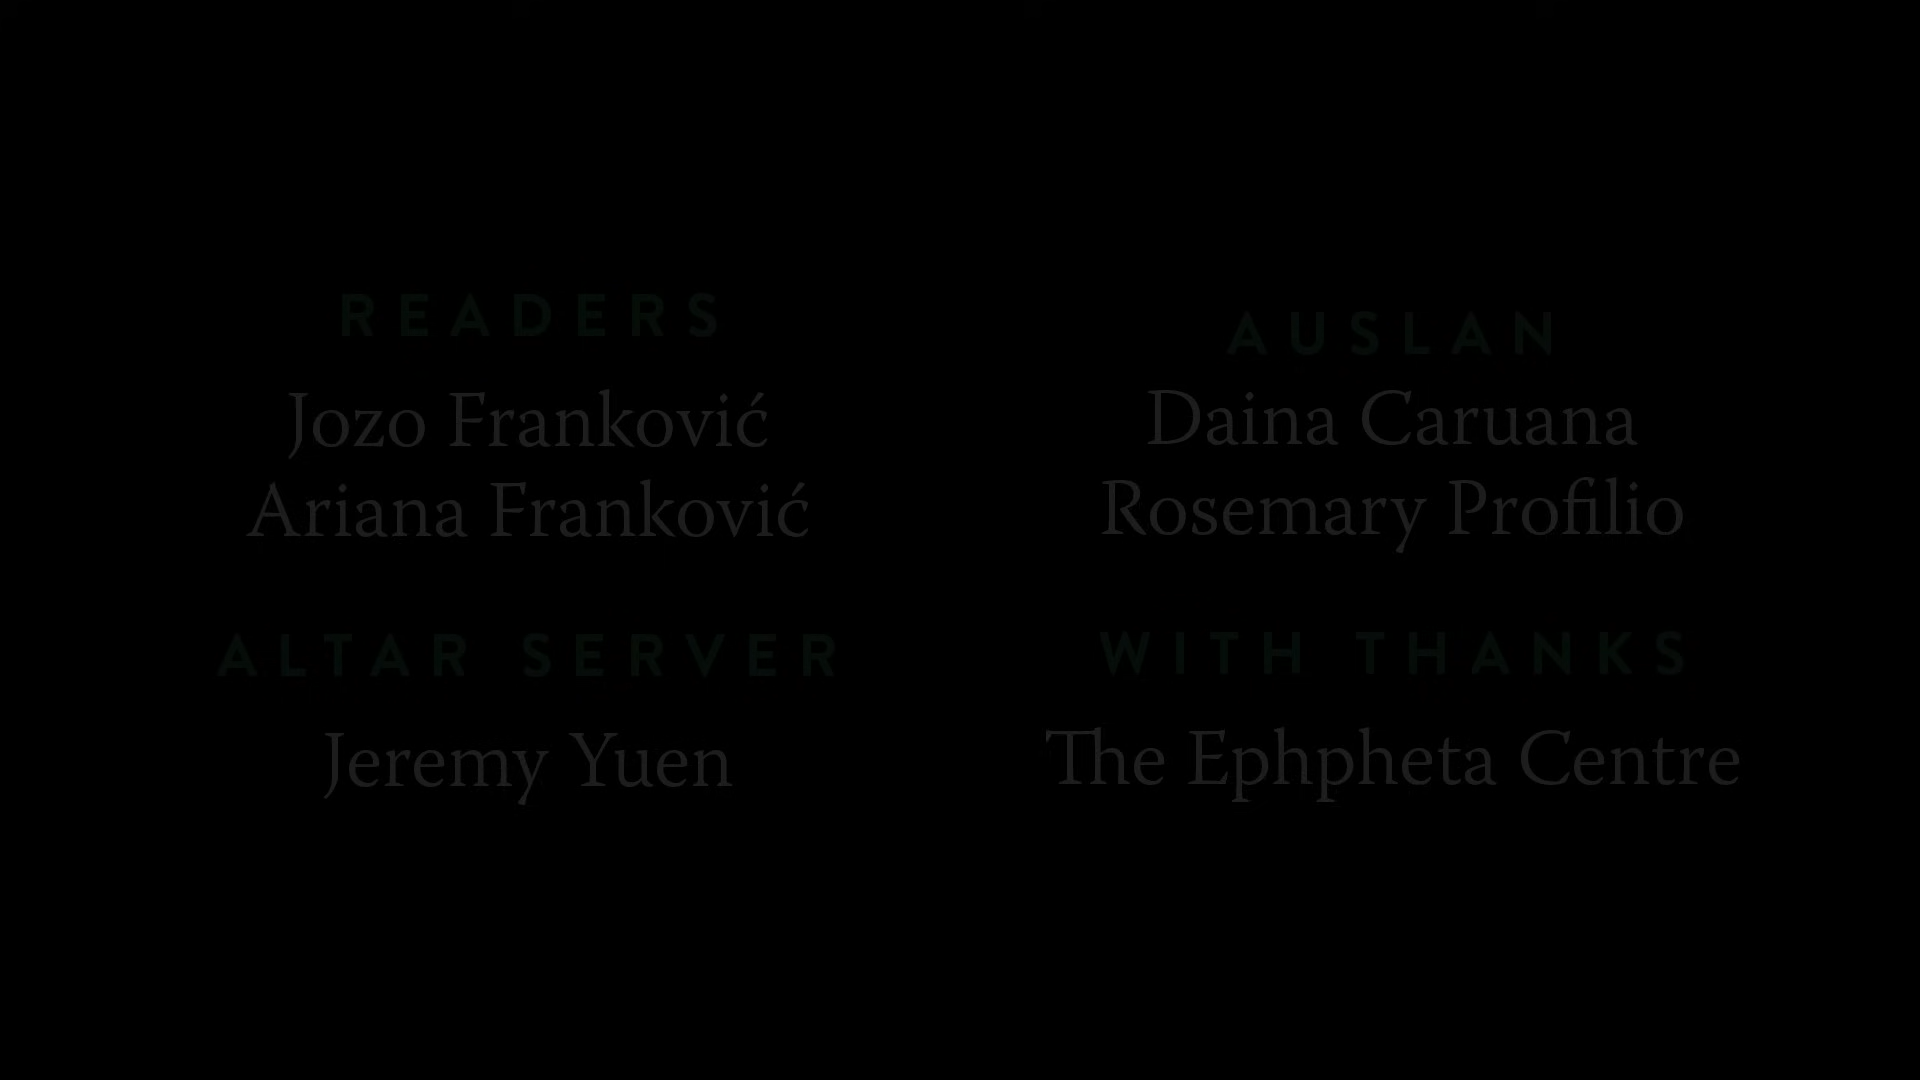 READERS
Jozo Franković
Ariana Franković
ALTAR SERVER
Jeremy Yuen
AUSLAN
Daina Caruana
Rosemary Profilio
WITH THANKS
The Ephpheta Centre